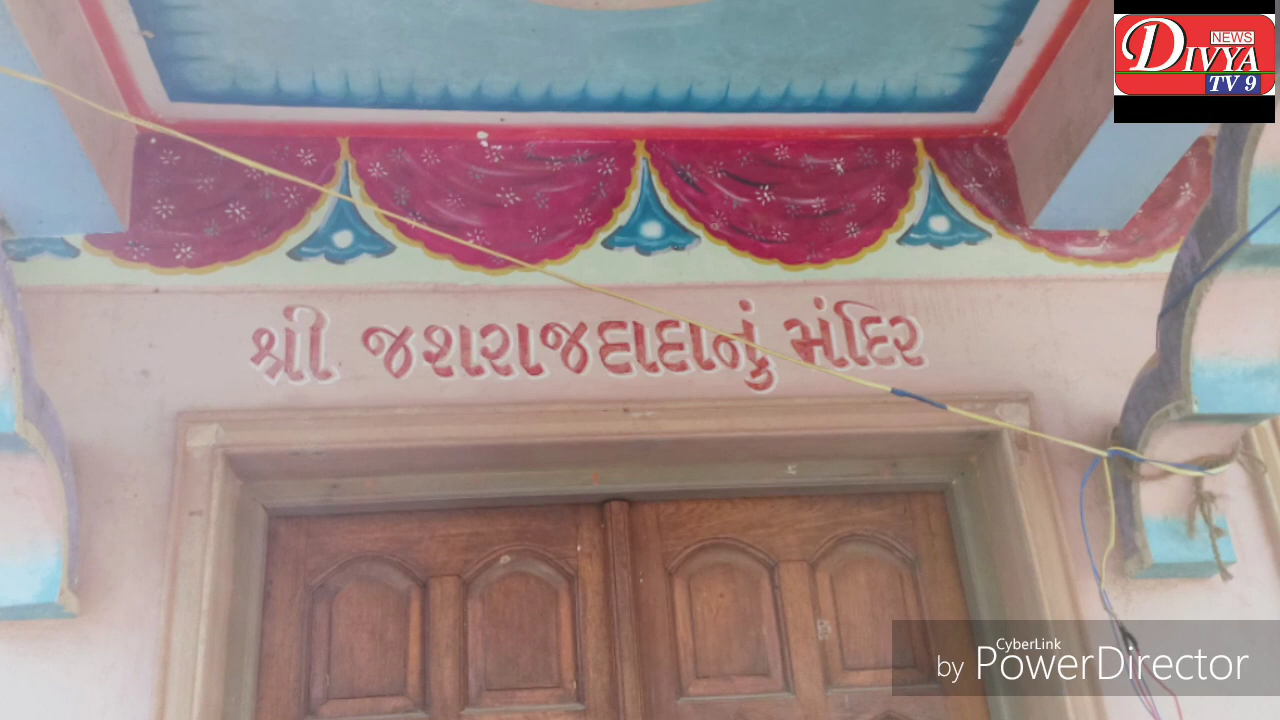 NEWS
DIVYA
TV 9
શ્રી જશરાજદાદાનું મંદિર
CyberLink
by PowerDirector